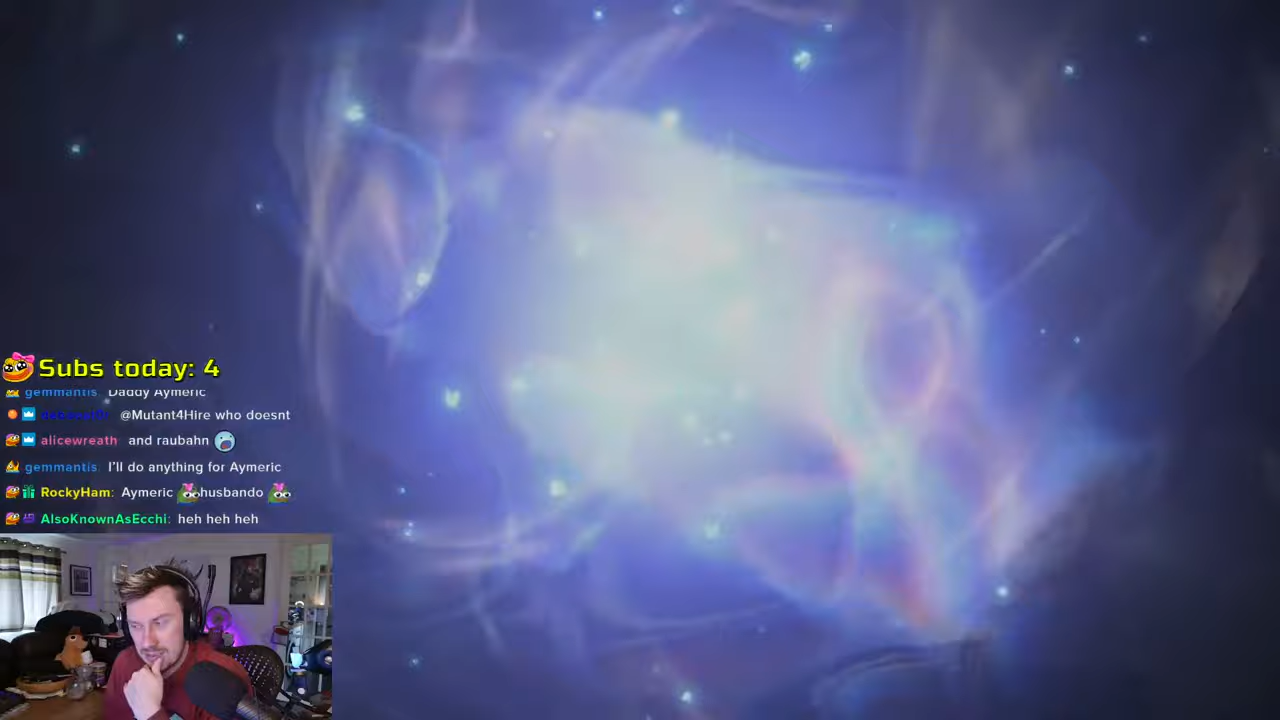 Subs today: 4
gemmantis: Daddy Aymeric
@Mutant4Hire who doesnt
alicewreath: and raubahn
gemmantis: I'll do anything for Aymeric
RockyHam: Aymeric husbando
AlsoKnownAsEcchi: heh heh heh